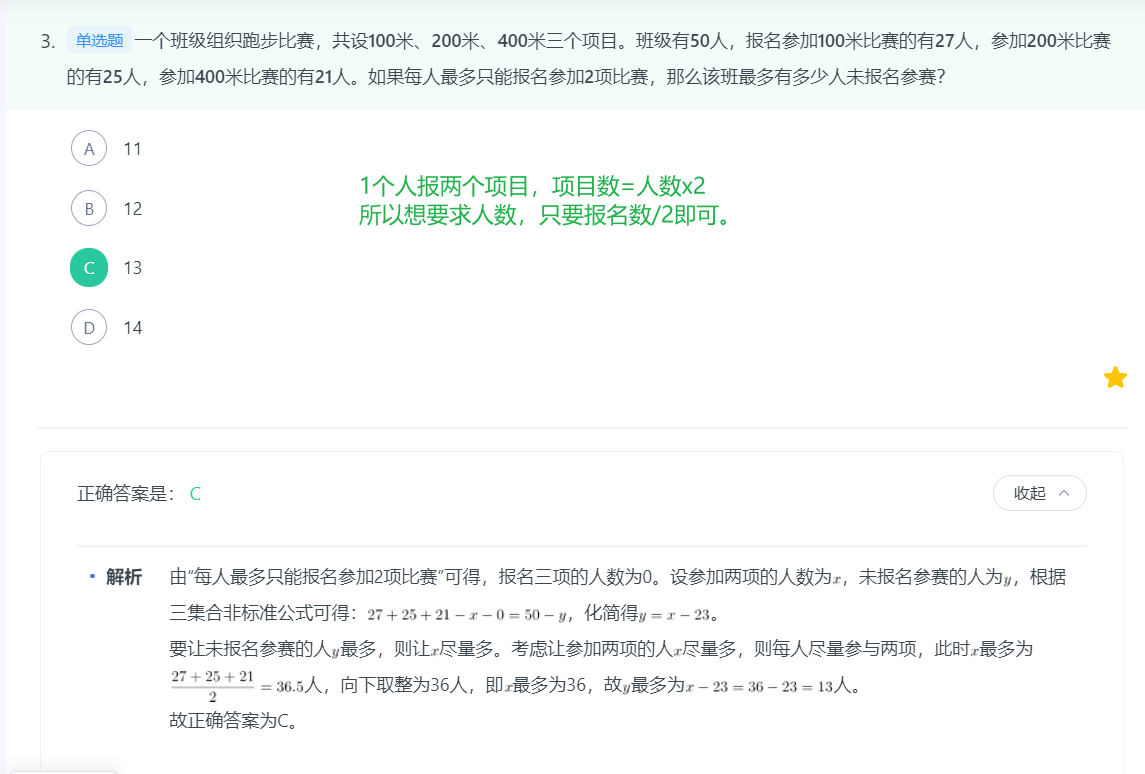 3. 单选题 一个班级组织跑步比赛，共设100米、200米、400米三个项目。班级有50人，报名参加100米比赛的有27人，参加200米比赛
的有25人，参加400米比赛的有21人。如果每人最多只能报名参加2项比赛，那么该班最多有多少人未报名参赛？
A 11
1个人报两个项目，项目数=人数x2
B 12
所以想要求人数，只要报名数/2即可。
C 13
D 14
正确答案是： C
收起
• 解析 由“每人最多只能报名参加2项比赛”可得，报名三项的人数为0。设参加两项的人数为x，未报名参赛的人为y，根据
三集合非标准公式可得：27 + 25 + 21 − x − 0 = 50 − y，化简得y = x − 23。
要让未报名参赛的人y最多，则让x尽量多。考虑让参加两项的人x尽量多，则每人尽量参与两项，此时x最多为
(27 + 25 + 21)/2 = 36.5人，向下取整为36人，即x最多为36，故y最多为x − 23 = 36 − 23 = 13人。
故正确答案为C。